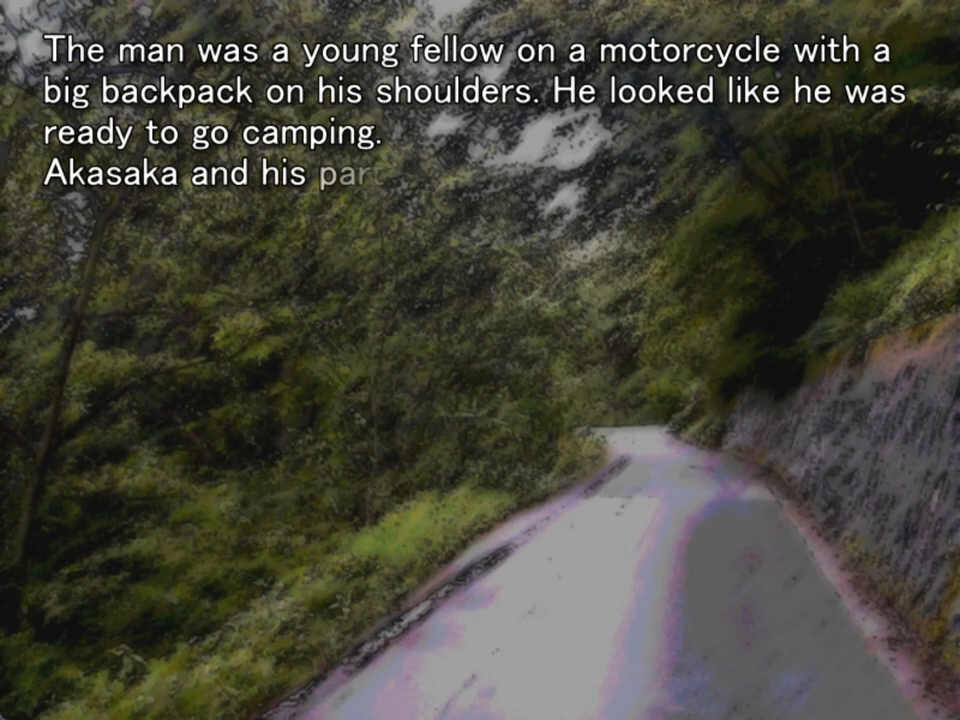 The man was a young fellow on a motorcycle with a
big backpack on his shoulders. He looked like he was
ready to go camping.
Akasaka and his par